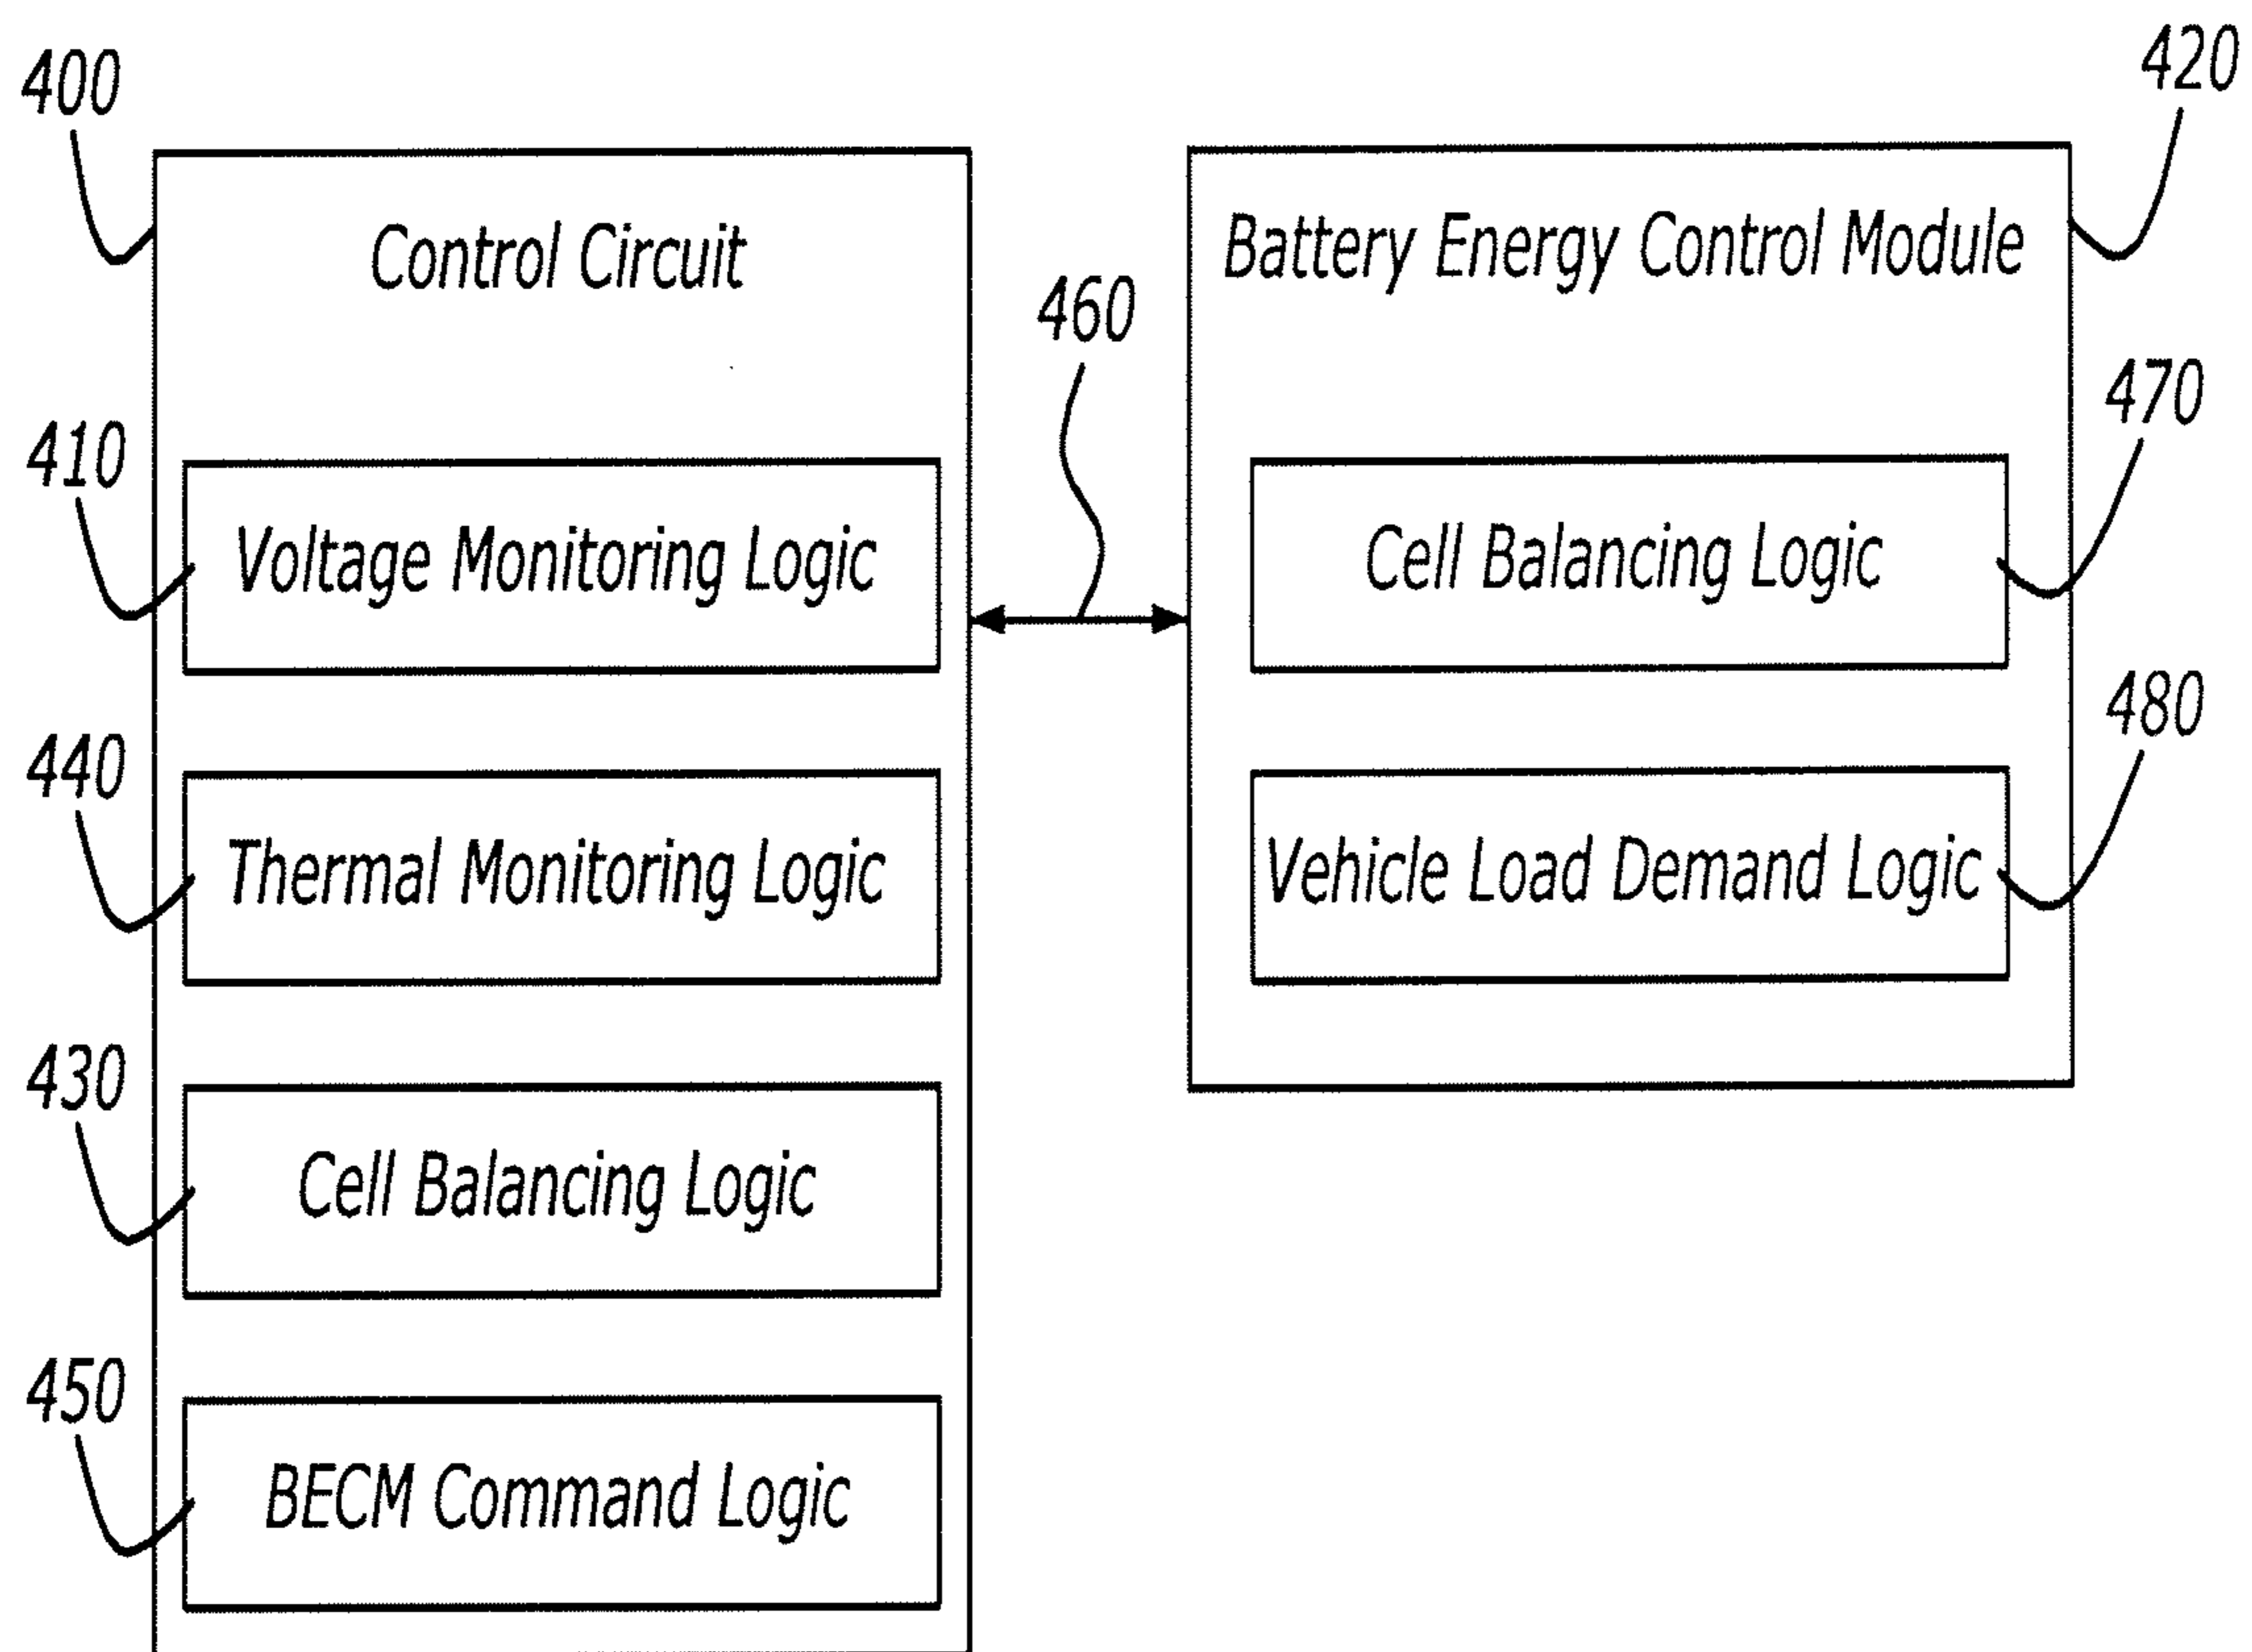 400
420
Control Circuit
Battery Energy Control Module
460
470
410
Voltage Monitoring Logic
Cell Balancing Logic
480
440
Thermal Monitoring Logic
Vehicle Load Demand Logic
430
Cell Balancing Logic
450
BECM Command Logic